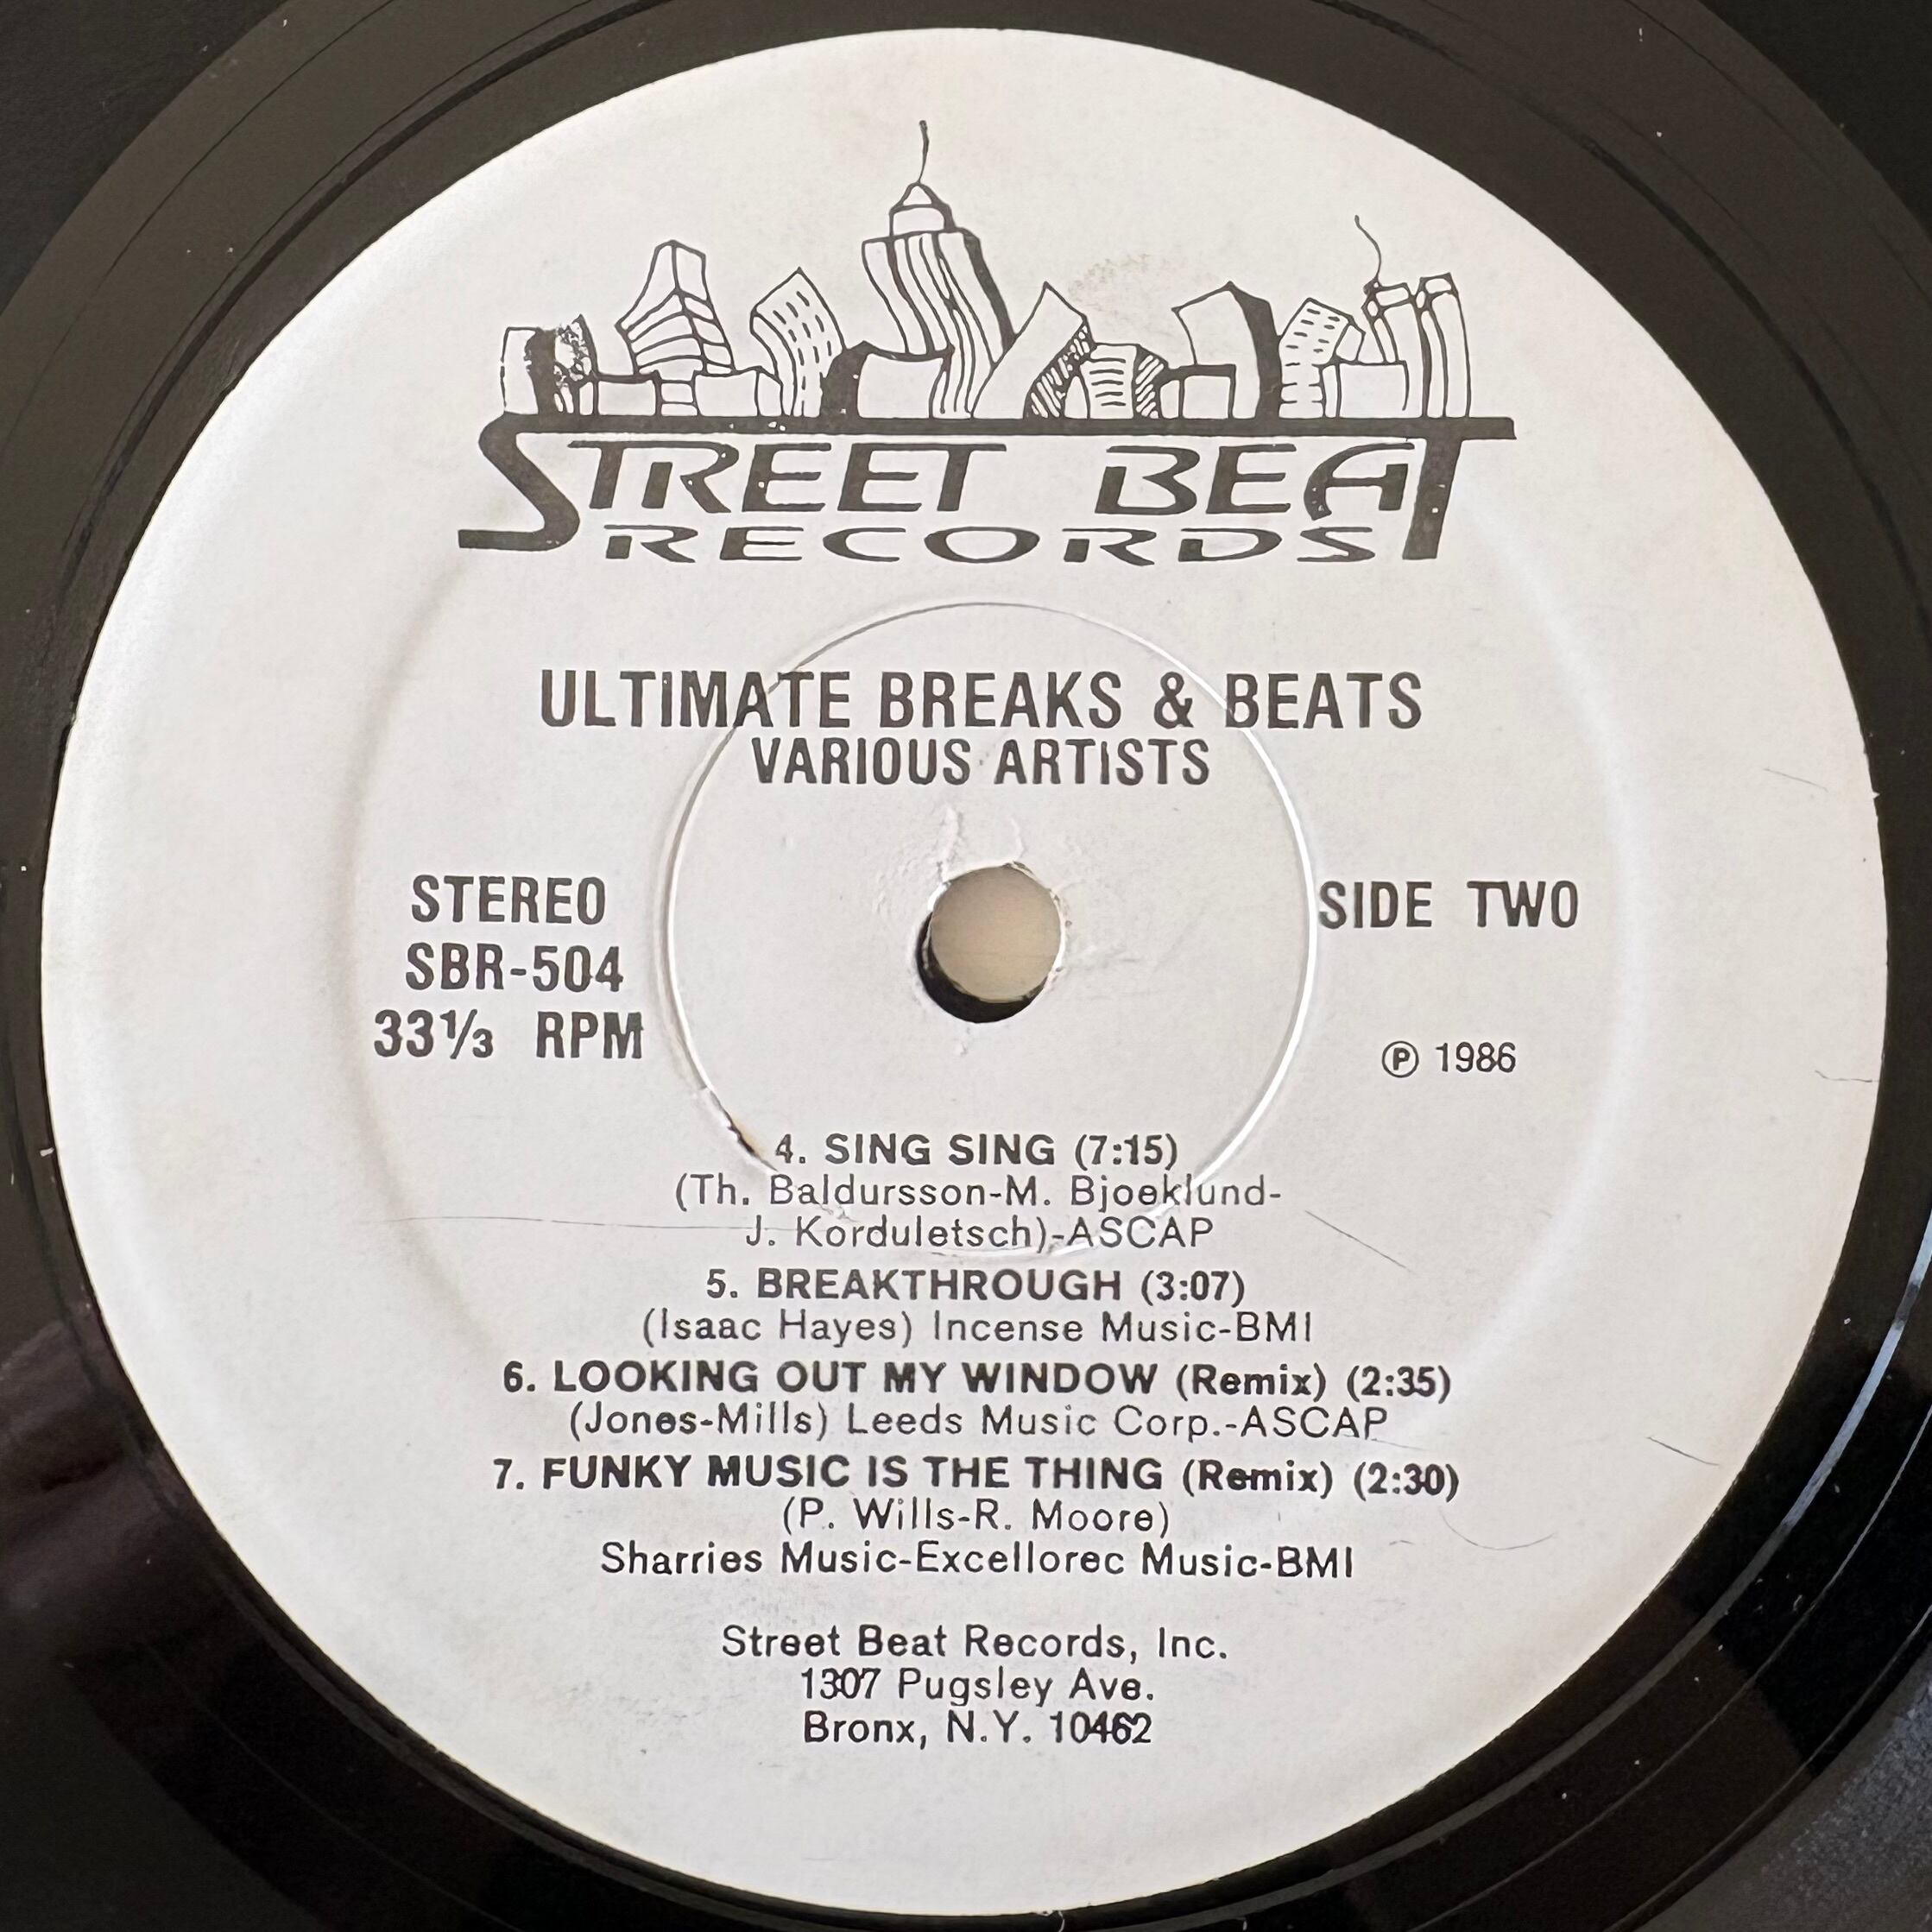 STREET BEAT
RECORDS
ULTIMATE BREAKS & BEATS
VARIOUS ARTISTS
STEREO
SBR-504
33⅓ RPM
SIDE TWO
℗ 1986
4. SING SING (7:15)
(Th. Baldursson-M. Bjoeklund-
J. Korduletsch)-ASCAP
5. BREAKTHROUGH (3:07)
(Isaac Hayes) Incense Music-BMI
6. LOOKING OUT MY WINDOW (Remix) (2:35)
(Jones-Mills) Leeds Music Corp.-ASCAP
7. FUNKY MUSIC IS THE THING (Remix) (2:30)
(P. Wills-R. Moore)
Sharries Music-Excellorec Music-BMI
Street Beat Records, Inc.
1307 Pugsley Ave.
Bronx, N.Y. 10462